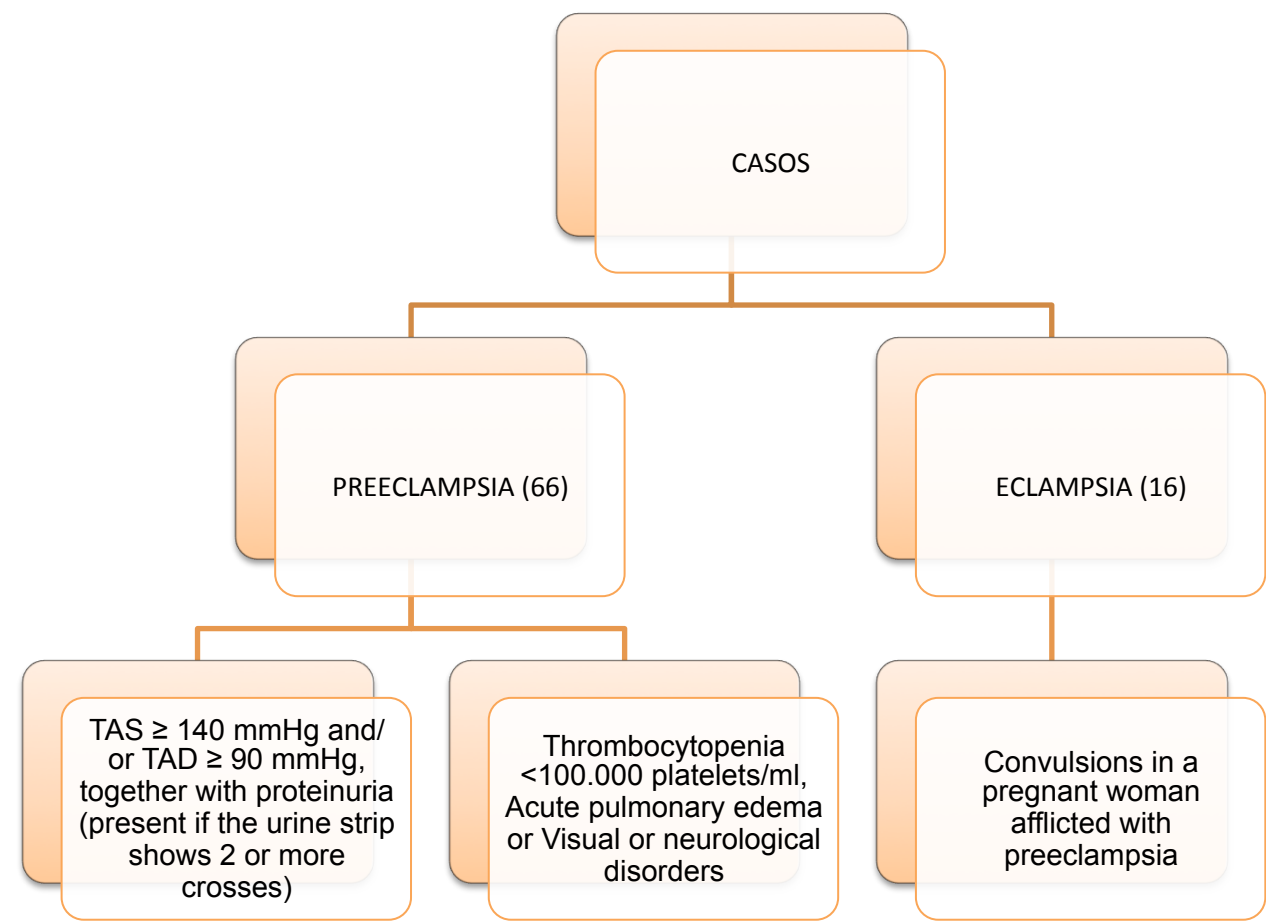 CASOS
PREECLAMPSIA (66)
ECLAMPSIA (16)
TAS ≥ 140 mmHg and/
or TAD ≥ 90 mmHg,
together with proteinuria
(present if the urine strip
shows 2 or more
crosses)
Thrombocytopenia
<100.000 platelets/ml,
Acute pulmonary edema
or Visual or neurological
disorders
Convulsions in a
pregnant woman
afflicted with
preeclampsia